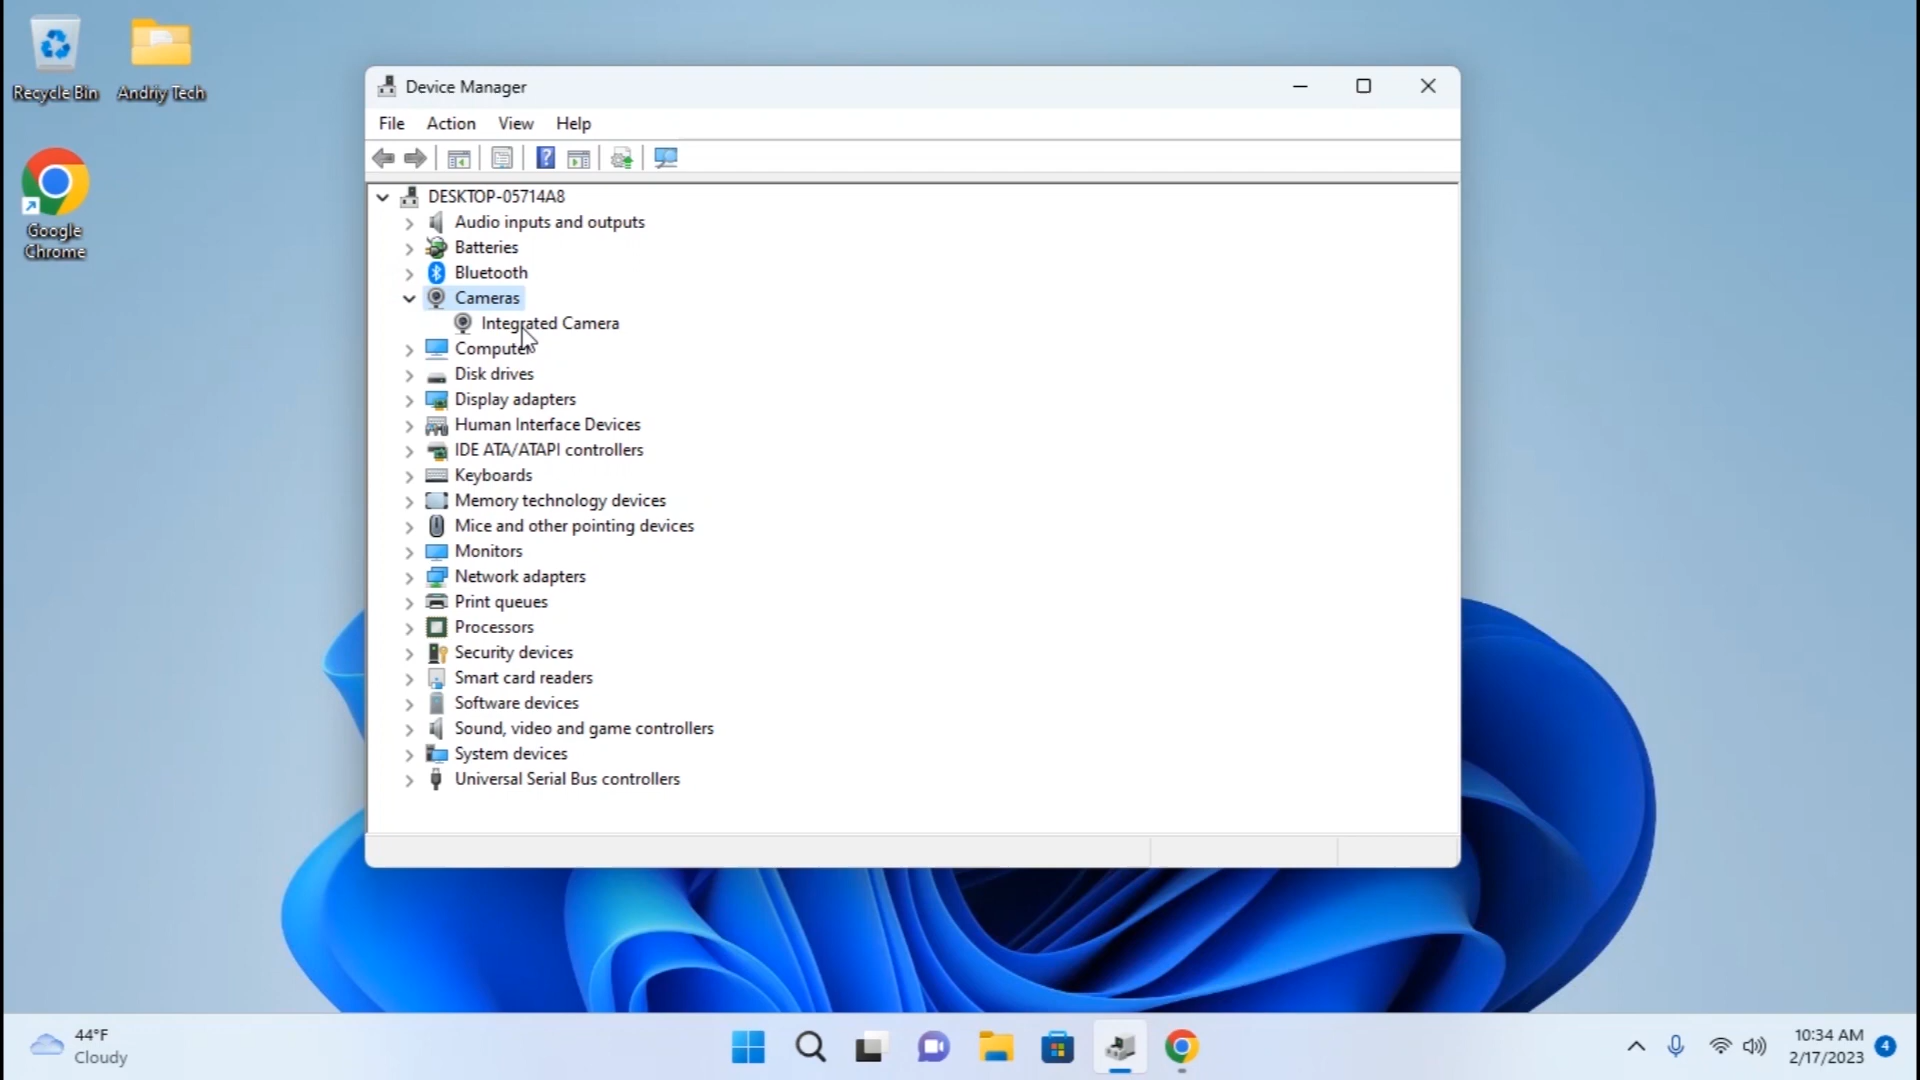 Recycle Bin
Andriy Tech
Google
Chrome
Device Manager
File Action View Help
DESKTOP-05714A8
Audio inputs and outputs
Batteries
Bluetooth
Cameras
Integrated Camera
Computer
Disk drives
Display adapters
Human Interface Devices
IDE ATA/ATAPI controllers
Keyboards
Memory technology devices
Mice and other pointing devices
Monitors
Network adapters
Print queues
Processors
Security devices
Smart card readers
Software devices
Sound, video and game controllers
System devices
Universal Serial Bus controllers
44°F
Cloudy
10:34 AM
2/17/2023
4